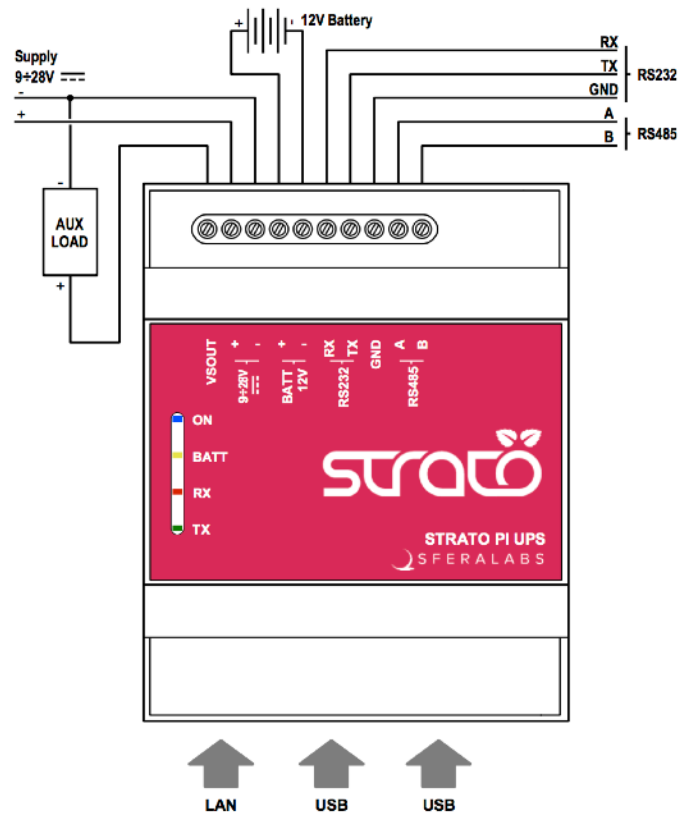 12V Battery
Supply
9÷28V
-
+
+
-
RX
TX
GND
A
B
RS232
RS485
-
AUX
LOAD
+
VSOUT
+
-
9÷28V
+
-
BATT
12V
RX
TX
RS232
GND
A
B
RS485
ON
BATT
RX
TX
strato
STRATO PI UPS
SFERALABS
LAN
USB
USB